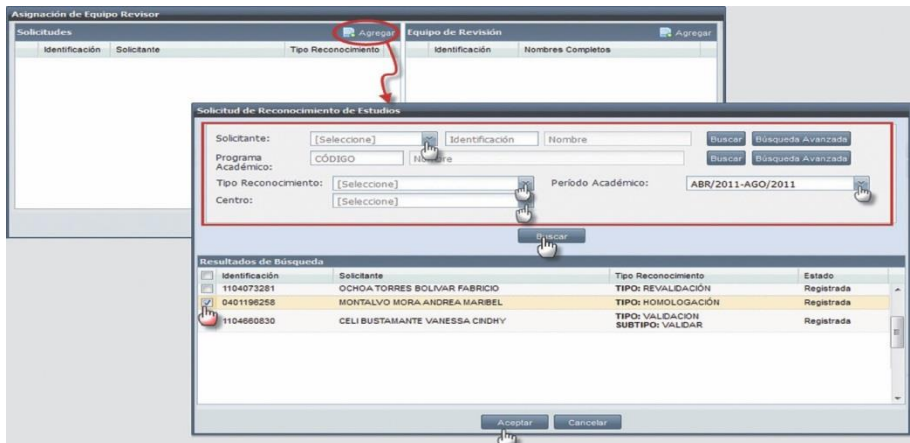 Asignación de Equipo Revisor
Solicitudes Agregar Equipo de Revisión Agregar
Identificación Solicitante Tipo Reconocimiento Identificación Nombres Completos
Solicitud de Reconocimiento de Estudios
Solicitante: [Seleccione] Identificación Nombre Buscar Búsqueda Avanzada
Programa Académico: CÓDIGO Nombre Buscar Búsqueda Avanzada
Tipo Reconocimiento: [Seleccione] Período Académico: ABR/2011-AGO/2011
Centro: [Seleccione]
Buscar
Resultados de Búsqueda
Identificación Solicitante Tipo Reconocimiento Estado
1104073281 OCHOA TORRES BOLIVAR FABRICIO TIPO: REVALIDACIÓN Registrada
0401196258 MONTALVO MORA ANDREA MARIBEL TIPO: HOMOLOGACIÓN Registrada
1104660830 CELI BUSTAMANTE VANESSA CINDHY TIPO: VALIDACION SUBTIPO: VALIDAR Registrada
Aceptar Cancelar